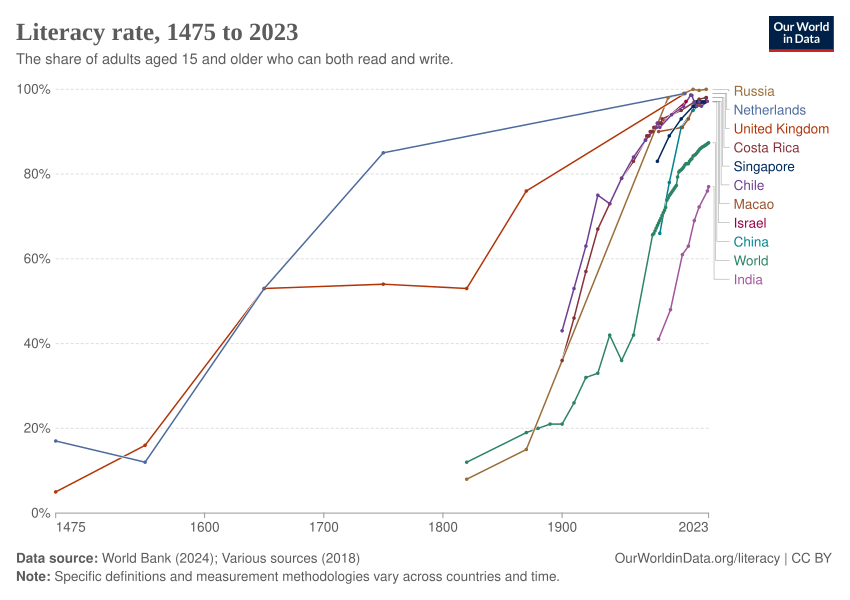 Literacy rate, 1475 to 2023
The share of adults aged 15 and older who can both read and write.
Our World
in Data
100%
80%
60%
40%
20%
0%
1475
1600
1700
1800
1900
2023
Russia
Netherlands
United Kingdom
Costa Rica
Singapore
Chile
Macao
Israel
China
World
India
Data source: World Bank (2024); Various sources (2018)
OurWorldinData.org/literacy | CC BY
Note: Specific definitions and measurement methodologies vary across countries and time.